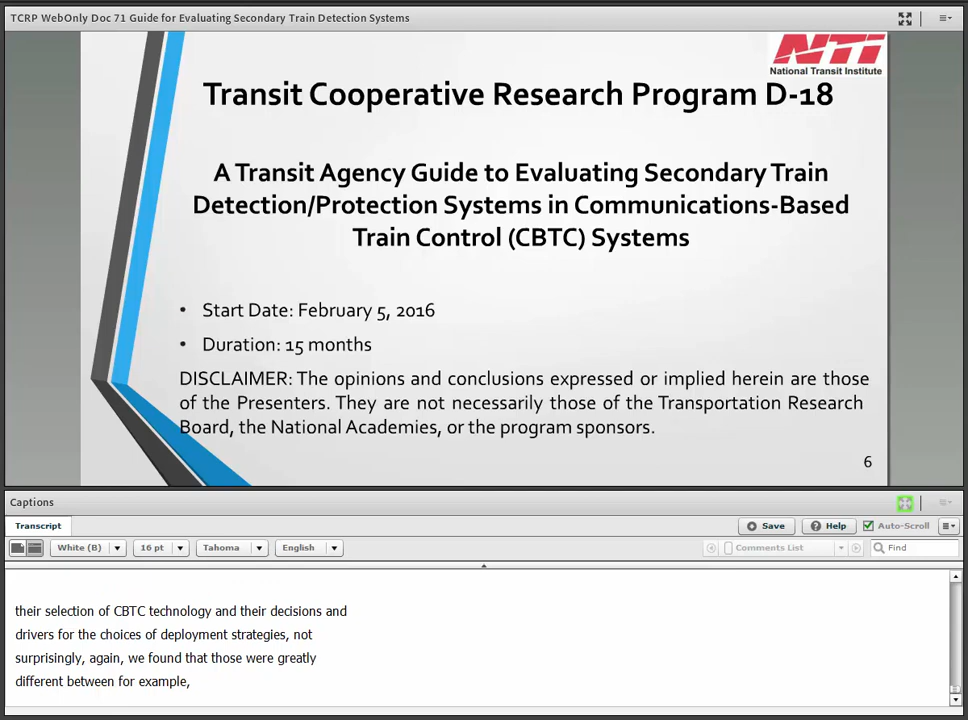 TCRP WebOnly Doc 71 Guide for Evaluating Secondary Train Detection Systems
NTI
National Transit Institute
Transit Cooperative Research Program D-18
A Transit Agency Guide to Evaluating Secondary Train
Detection/Protection Systems in Communications-Based
Train Control (CBTC) Systems
• Start Date: February 5, 2016
• Duration: 15 months
DISCLAIMER: The opinions and conclusions expressed or implied herein are those
of the Presenters. They are not necessarily those of the Transportation Research
Board, the National Academies, or the program sponsors.
6
Captions
Transcript
Save
Help
Auto-Scroll
White (B)
16 pt
Tahoma
English
Comments List
Find
their selection of CBTC technology and their decisions and
drivers for the choices of deployment strategies, not
surprisingly, again, we found that those were greatly
different between for example,